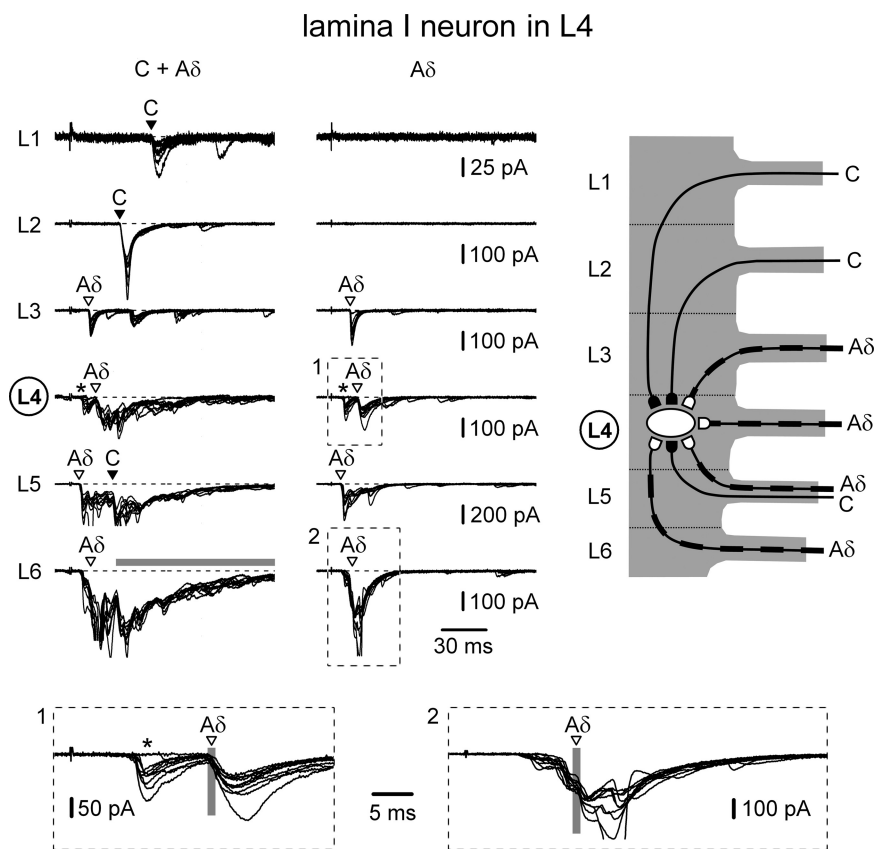 lamina I neuron in L4
C + Aδ
Aδ
C
L1
25 pA
C
L2
100 pA
Aδ
Aδ
L3
100 pA
* Aδ
1
* Aδ
L4
100 pA
Aδ C
Aδ
L5
200 pA
Aδ
2
Aδ
L6
100 pA
30 ms
L1
C
L2
C
L3
Aδ
L4
Aδ
L5
Aδ
C
L6
Aδ
1
*
Aδ
50 pA
5 ms
2
Aδ
100 pA